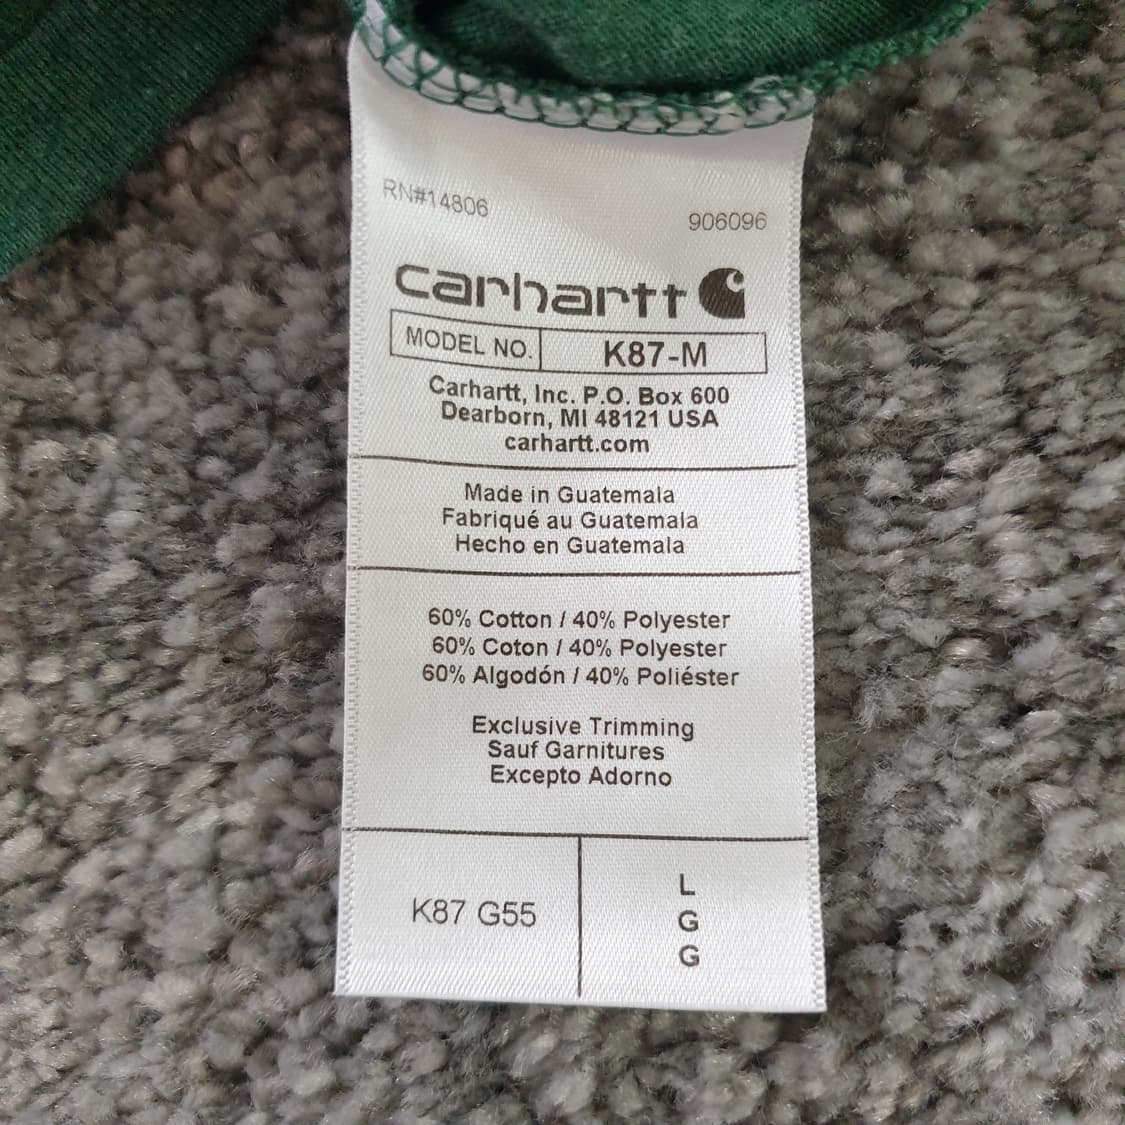 RN#14806
906096
carhartt
MODEL NO. K87-M
Carhartt, Inc. P.O. Box 600
Dearborn, MI 48121 USA
carhartt.com
Made in Guatemala
Fabriqué au Guatemala
Hecho en Guatemala
60% Cotton / 40% Polyester
60% Coton / 40% Polyester
60% Algodón / 40% Poliéster
Exclusive Trimming
Sauf Garnitures
Excepto Adorno
K87 G55
L
G
G